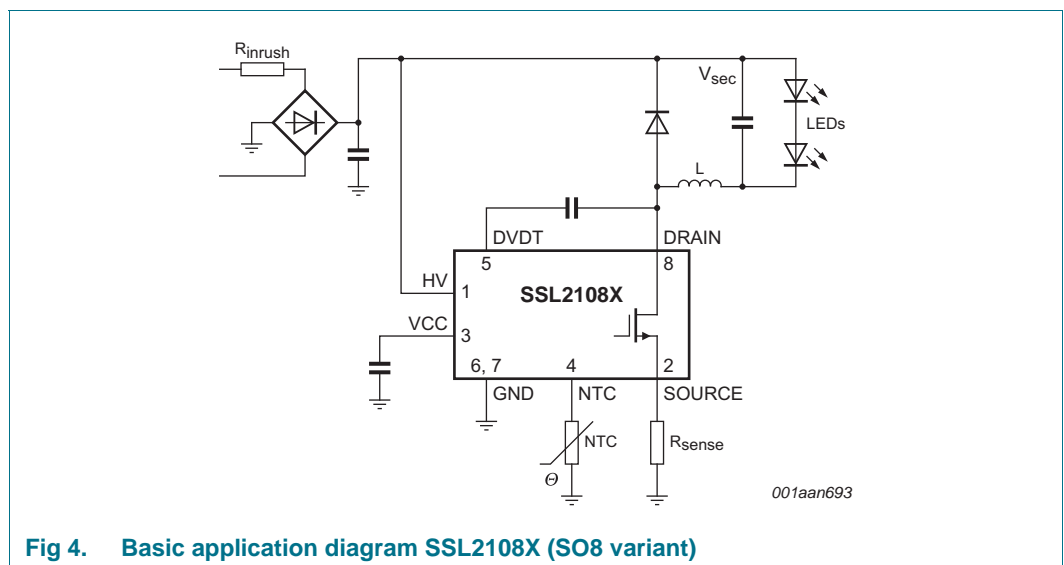 Rinrush
Vsec
LEDs
L
DVDT
DRAIN
5
8
HV
1
SSL2108X
VCC
3
6, 7
4
2
GND
NTC
SOURCE
NTC
Rsense
Θ
001aan693
Fig 4. Basic application diagram SSL2108X (SO8 variant)